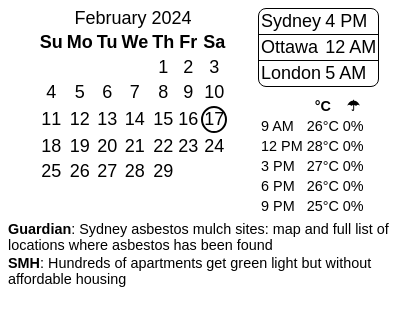 February 2024
Su Mo Tu We Th Fr Sa
1 2 3
4 5 6 7 8 9 10
11 12 13 14 15 16 17
18 19 20 21 22 23 24
25 26 27 28 29
Sydney 4 PM
Ottawa 12 AM
London 5 AM
°C ☂
9 AM 26°C 0%
12 PM 28°C 0%
3 PM 27°C 0%
6 PM 26°C 0%
9 PM 25°C 0%
Guardian: Sydney asbestos mulch sites: map and full list of
locations where asbestos has been found
SMH: Hundreds of apartments get green light but without
affordable housing